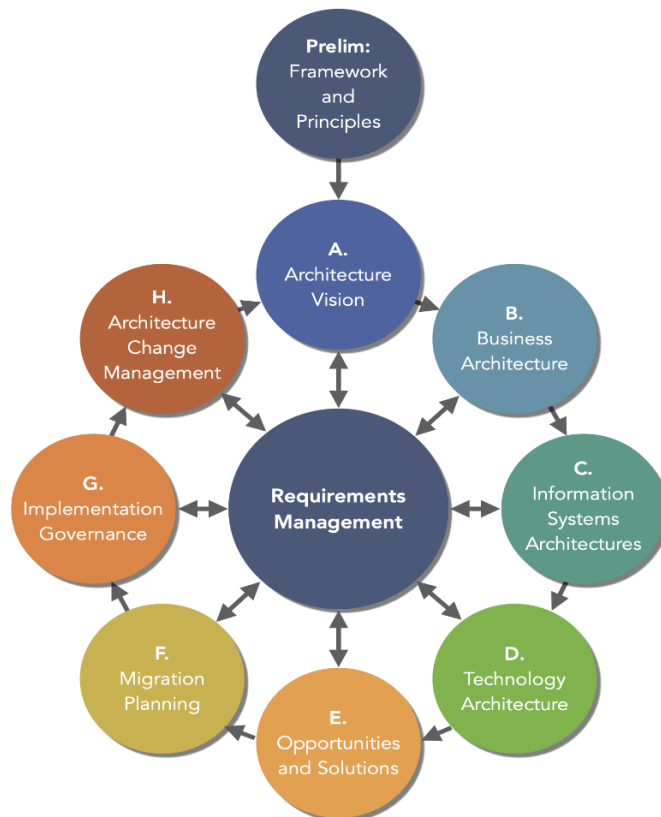 Prelim:
Framework
and
Principles
A.
Architecture
Vision
B.
Business
Architecture
C.
Information
Systems
Architectures
D.
Technology
Architecture
E.
Opportunities
and Solutions
F.
Migration
Planning
G.
Implementation
Governance
H.
Architecture
Change
Management
Requirements
Management